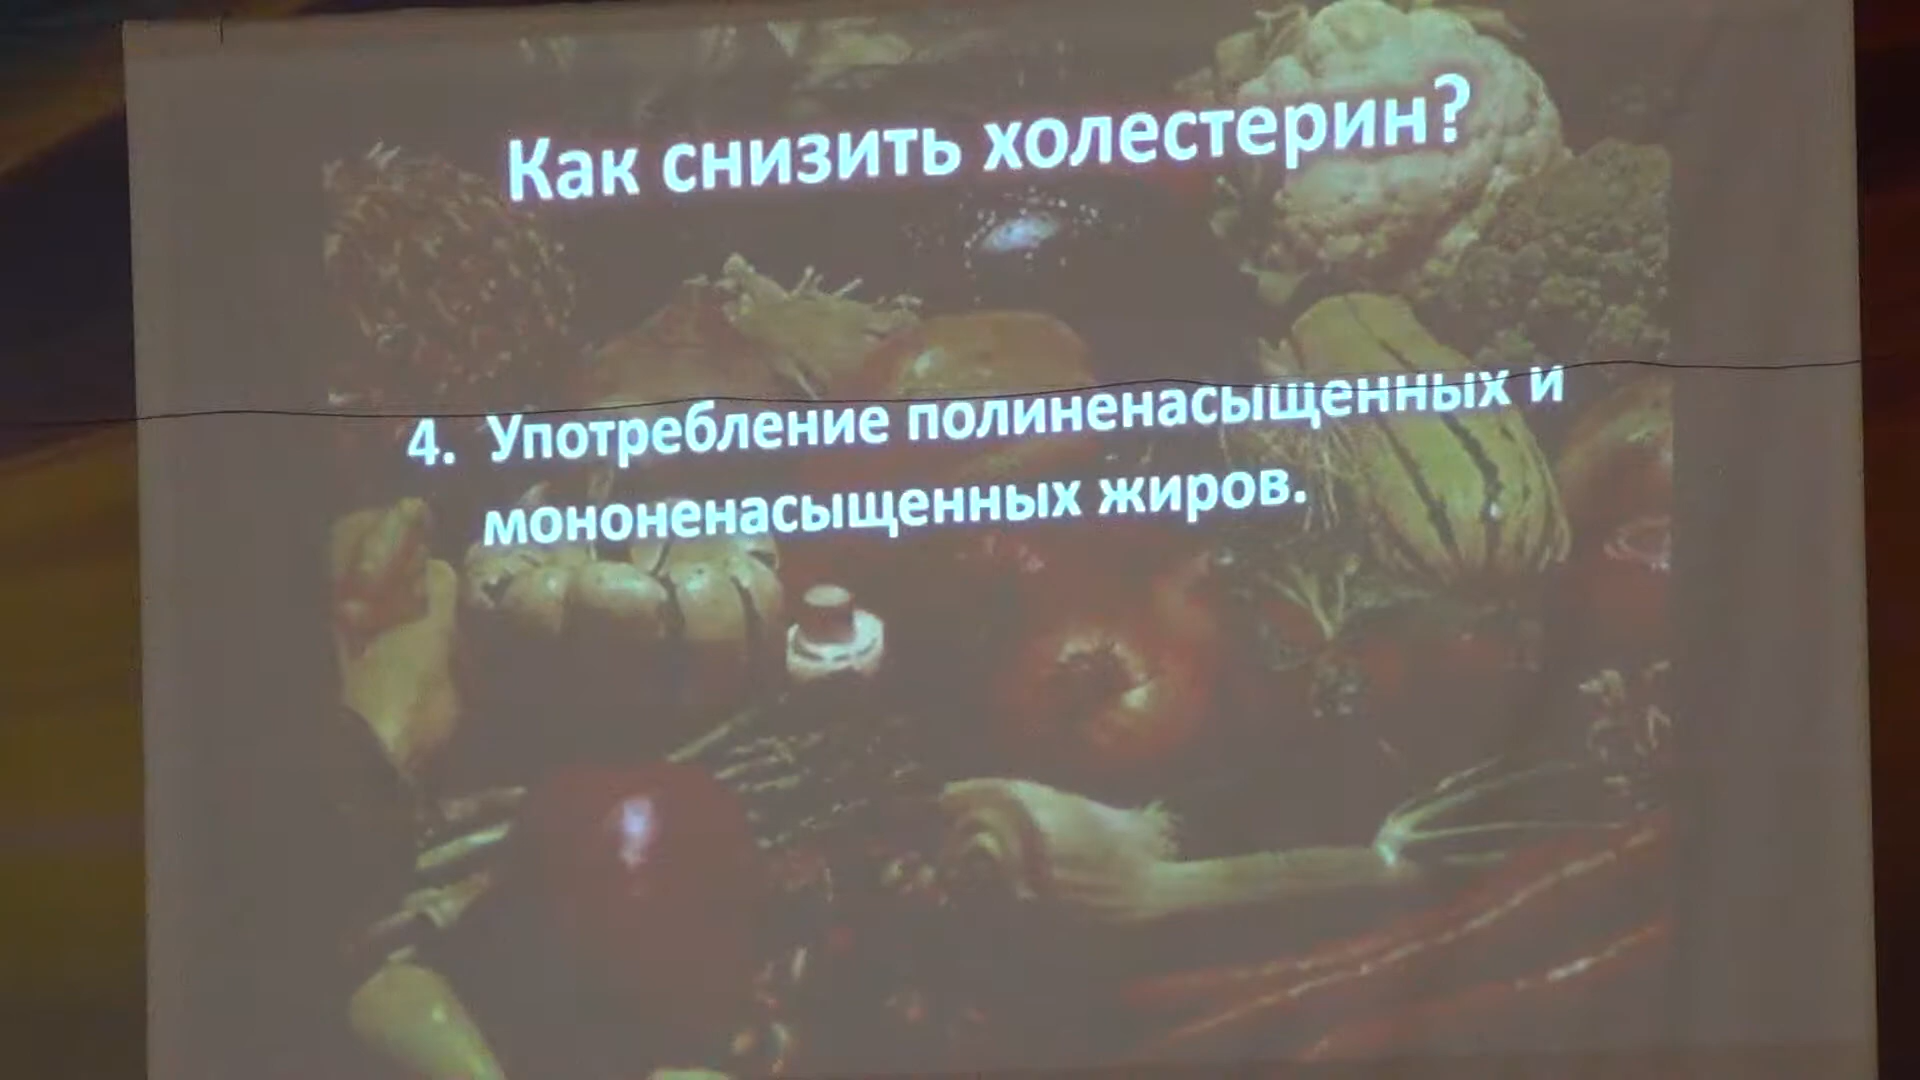 Как снизить холестерин?
4. Употребление полиненасыщенных и
мононенасыщенных жиров.